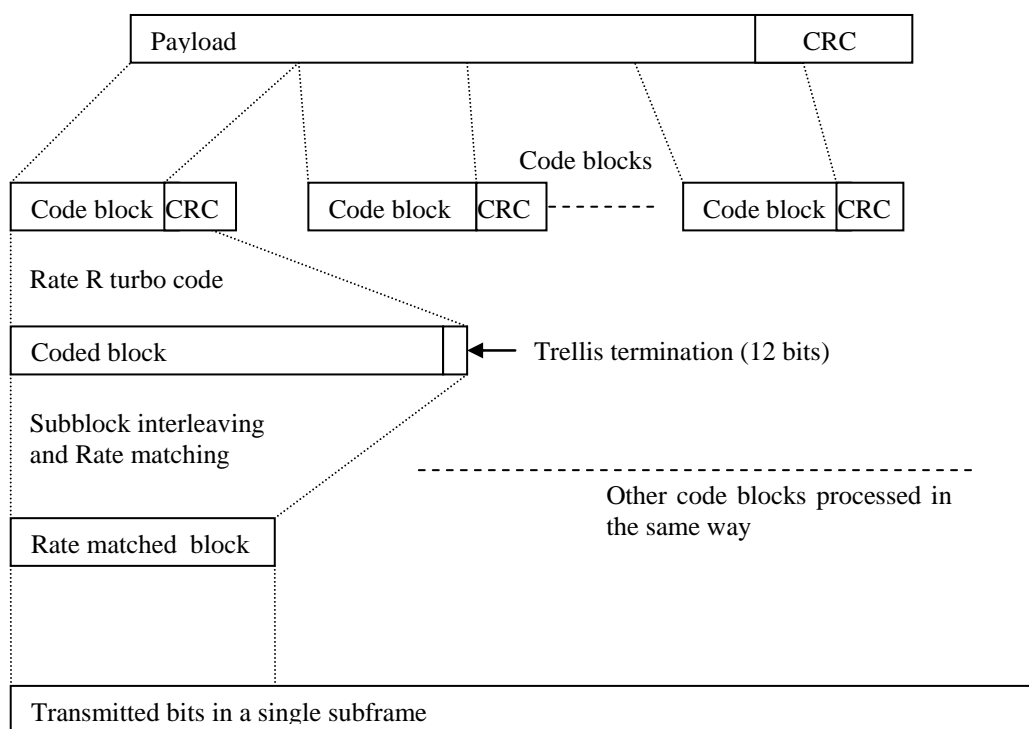 Payload CRC
Code blocks
Code block CRC Code block CRC Code block CRC
Rate R turbo code
Coded block
Trellis termination (12 bits)
Subblock interleaving
and Rate matching
Other code blocks processed in
the same way
Rate matched block
Transmitted bits in a single subframe